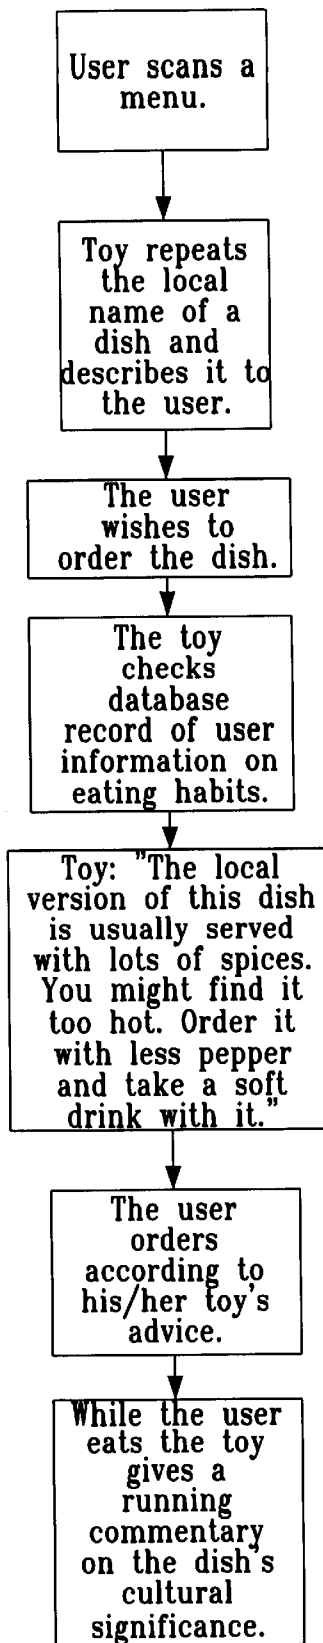 User scans a
menu.
Toy repeats
the local
name of a
dish and
describes it to
the user.
The user
wishes to
order the dish.
The toy
checks
database
record of user
information on
eating habits.
Toy: "The local
version of this dish
is usually served
with lots of spices.
You might find it
too hot. Order it
with less pepper
and take a soft
drink with it."
The user
orders
according to
his/her toy's
advice.
While the user
eats the toy
gives a
running
commentary
on the dish's
cultural
significance.